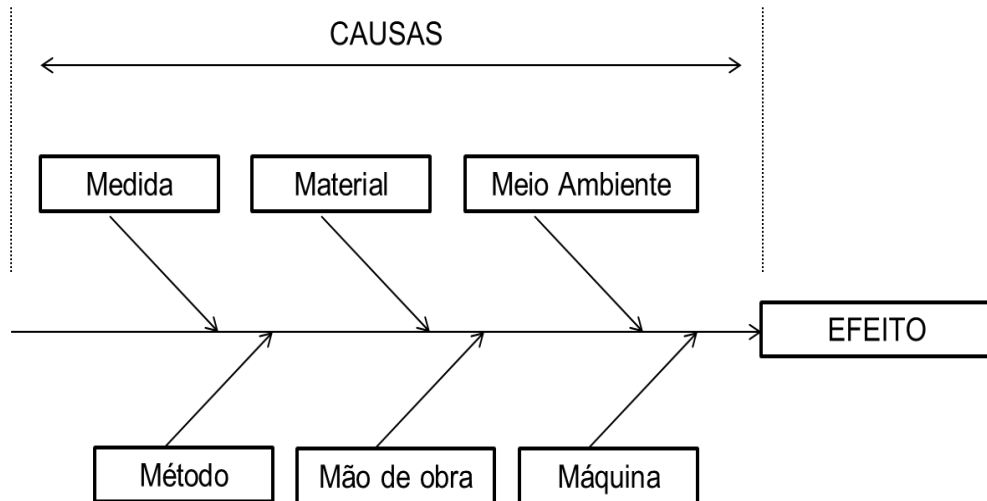 CAUSAS
Medida
Material
Meio Ambiente
EFEITO
Método
Mão de obra
Máquina